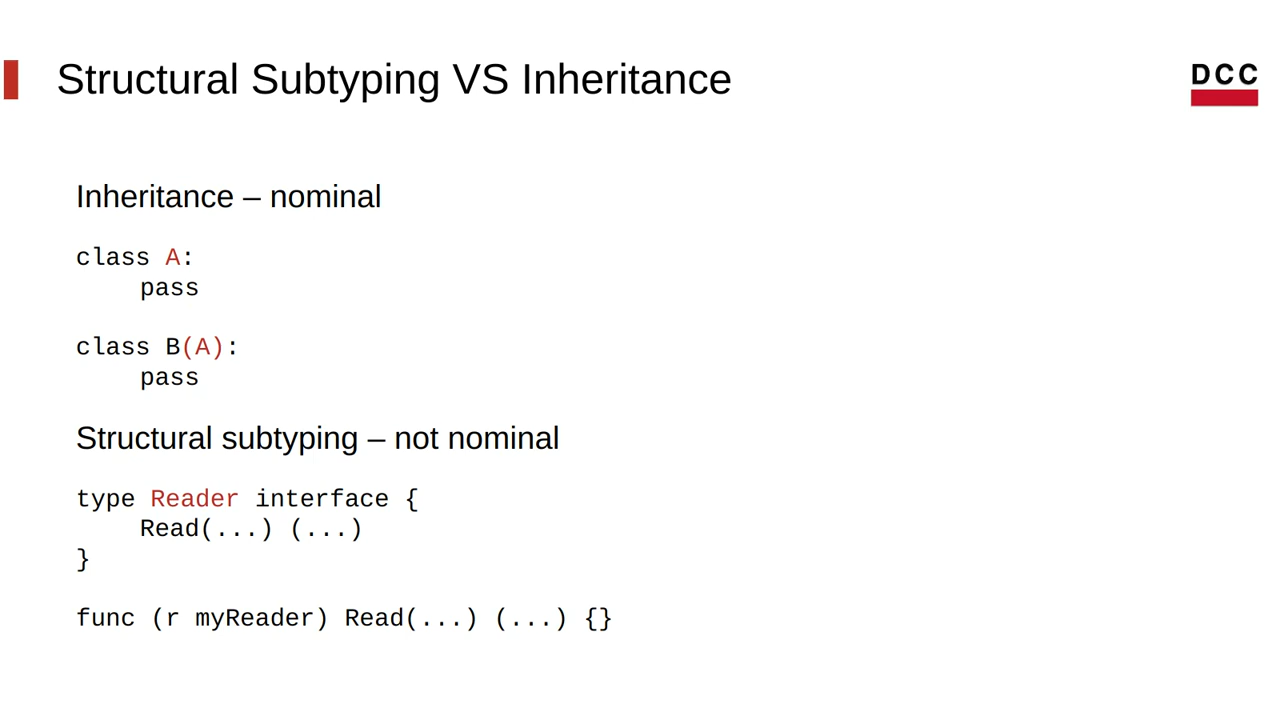 Structural Subtyping VS Inheritance
DCC
Inheritance – nominal
class A:
pass
class B(A):
pass
Structural subtyping – not nominal
type Reader interface {
Read(...) (...)
}
func (r myReader) Read(...) (...) {}